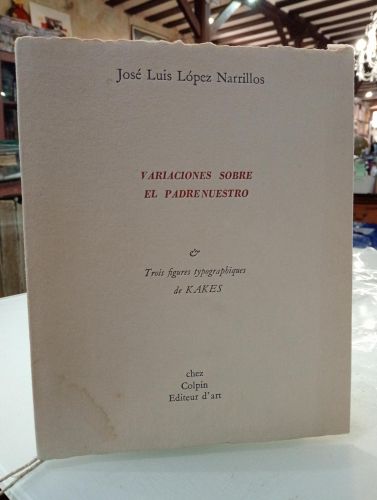 José Luis López Narrillos
VARIACIONES SOBRE
EL PADRENUESTRO
&
Trois figures typographiques
de KAKES
chez
Colpin
Editeur d'art